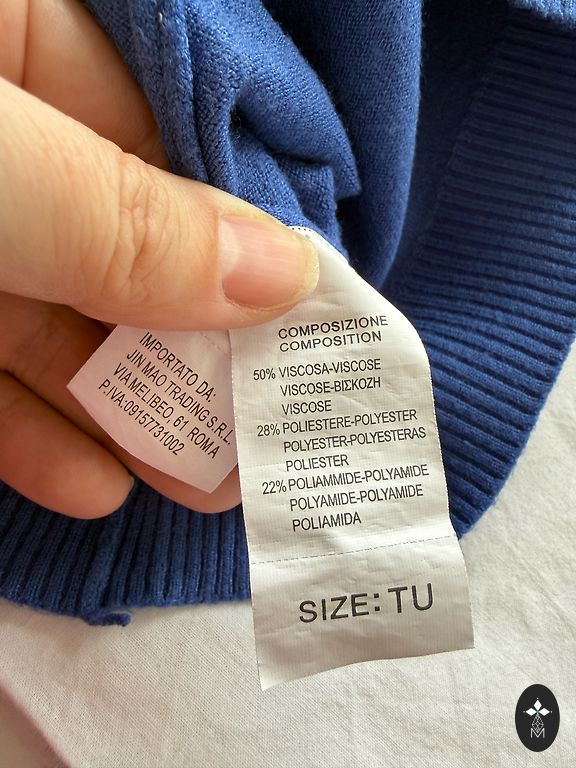 IMPORTATO DA:
JIN MAO TRADING S.R.L
VIA MELIBEO, 61 ROMA
P.IVA:09157731002
COMPOSIZIONE
COMPOSITION
50% VISCOSA-VISCOSE
VISCOSE-ΒΙΣΚΟΖΗ
VISCOSE
28% POLIESTERE-POLYESTER
POLYESTER-POLYESTERAS
POLIESTER
22% POLIAMMIDE-POLYAMIDE
POLYAMIDE-POLYAMIDE
POLIAMIDA
SIZE: TU
M